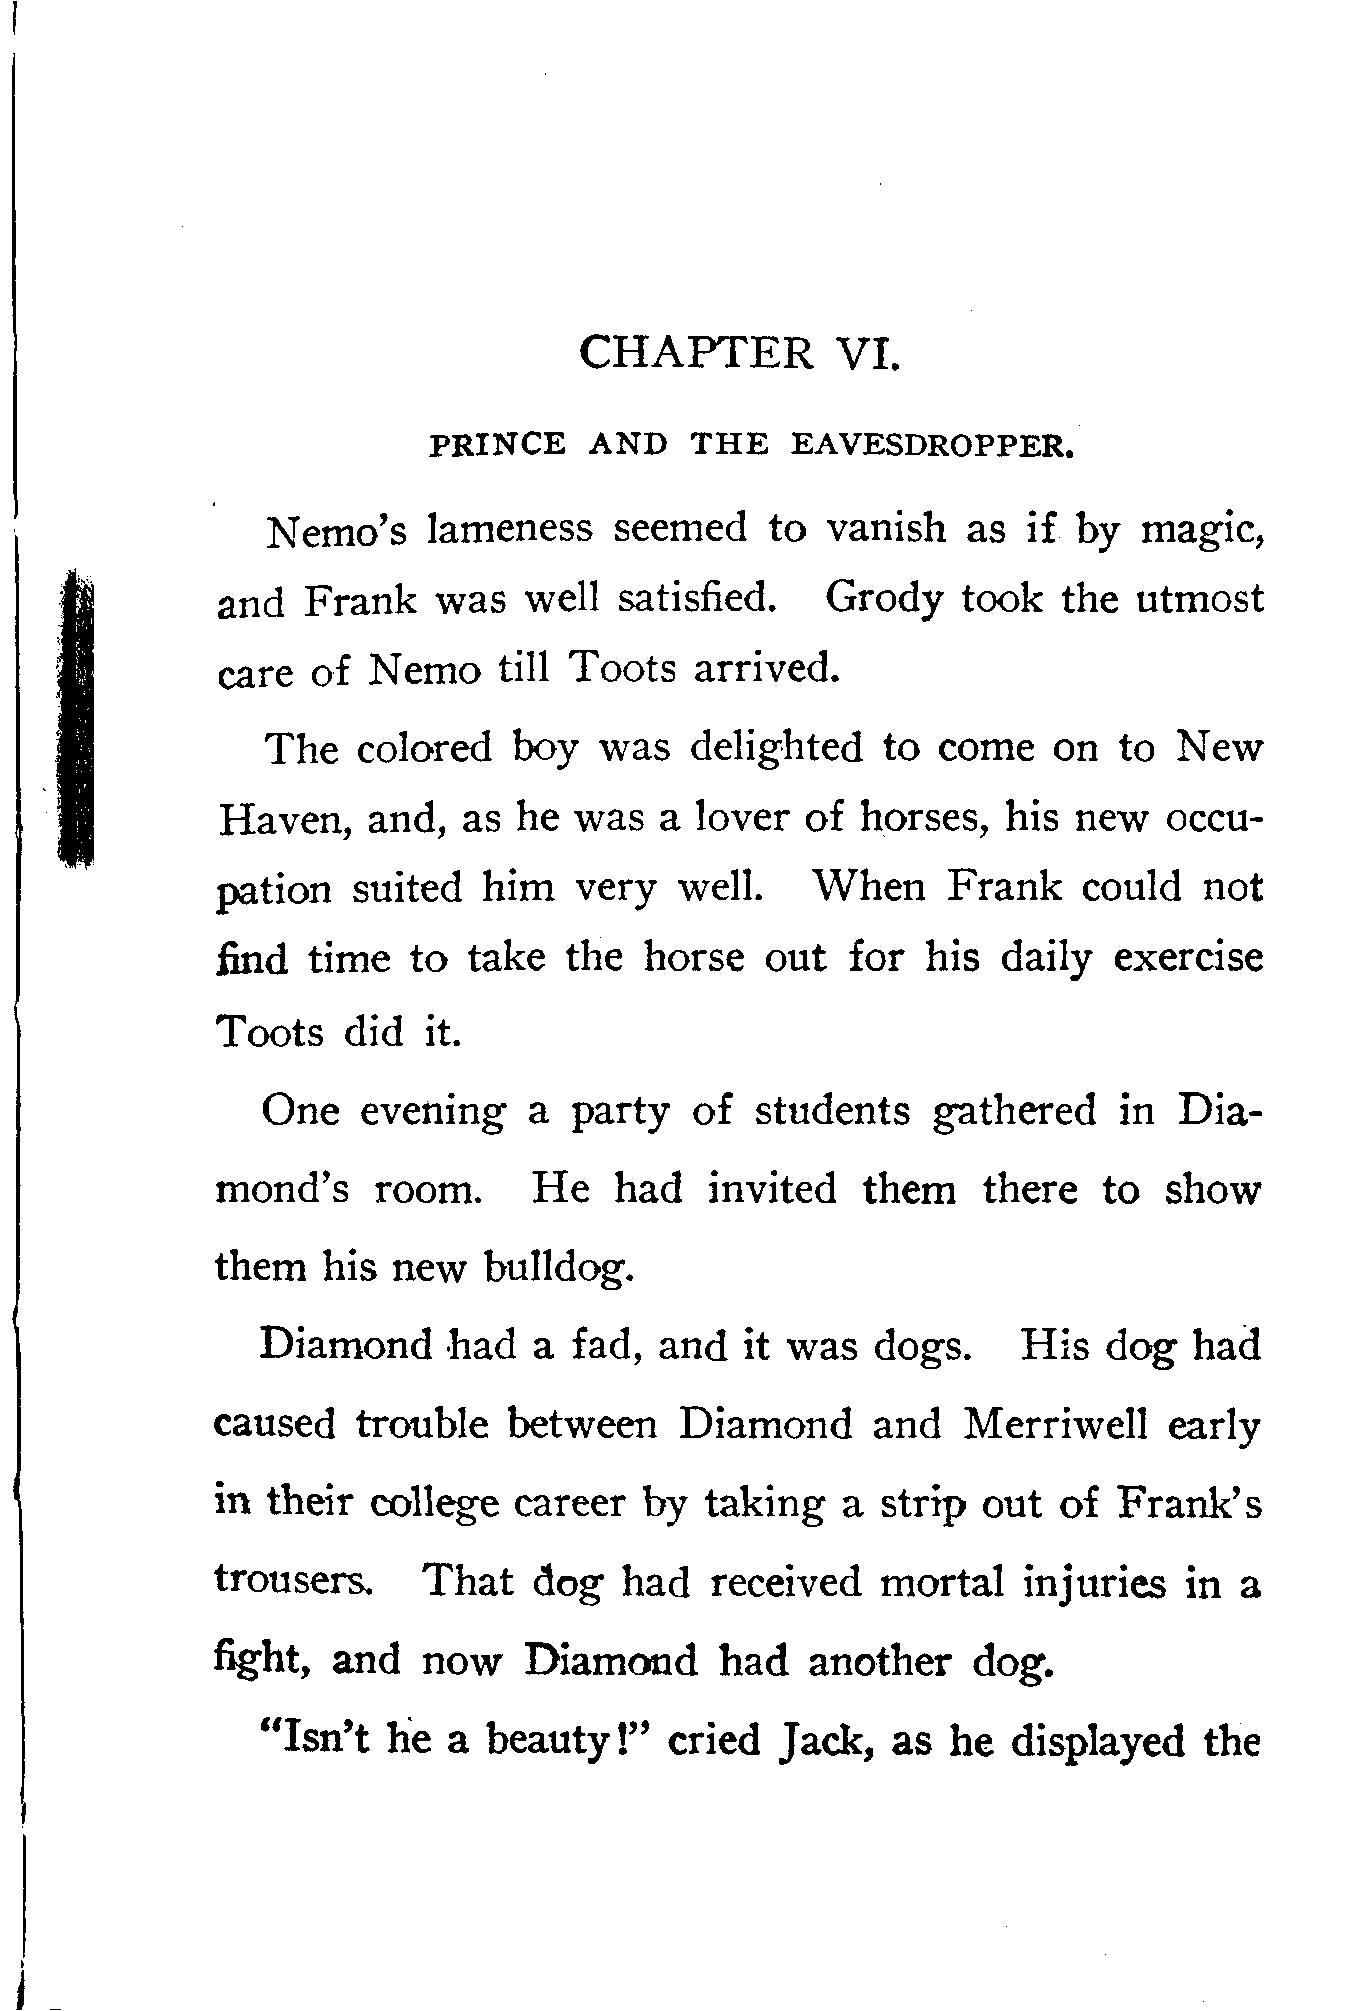 CHAPTER VI.
PRINCE AND THE EAVESDROPPER.
Nemo's lameness seemed to vanish as if by magic,
and Frank was well satisfied. Grody took the utmost
care of Nemo till Toots arrived.
The colored boy was delighted to come on to New
Haven, and, as he was a lover of horses, his new occu-
pation suited him very well. When Frank could not
find time to take the horse out for his daily exercise
Toots did it.
One evening a party of students gathered in Dia-
mond's room. He had invited them there to show
them his new bulldog.
Diamond had a fad, and it was dogs. His dog had
caused trouble between Diamond and Merriwell early
in their college career by taking a strip out of Frank's
trousers. That dog had received mortal injuries in a
fight, and now Diamond had another dog.
"Isn't he a beauty!" cried Jack, as he displayed the